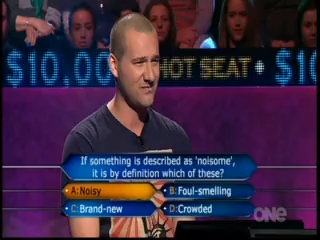 $10,00
HOT SEAT
$10
If something is described as 'noisome',
it is by definition which of these?
A: Noisy
B: Foul-smelling
C: Brand-new
D: Crowded
ONE